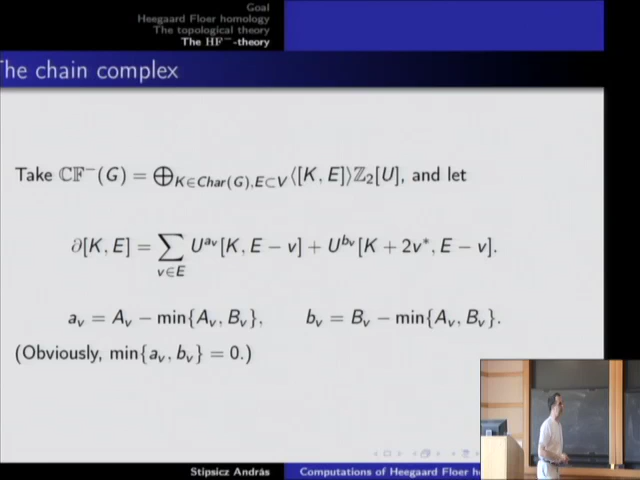 Goal
Heegaard Floer homology
The topological theory
The HF⁻-theory
The chain complex
Take ℂ𝔽⁻(G) = ⊕_{K∈Char(G),E⊂V}⟨[K, E]⟩ℤ₂[U], and let
∂[K, E] = ∑_{v∈E} U^{a_v}[K, E − v] + U^{b_v}[K + 2v*, E − v].
a_v = A_v − min{A_v, B_v}, b_v = B_v − min{A_v, B_v}.
(Obviously, min{a_v, b_v} = 0.)
Stipsicz András
Computations of Heegaard Floer